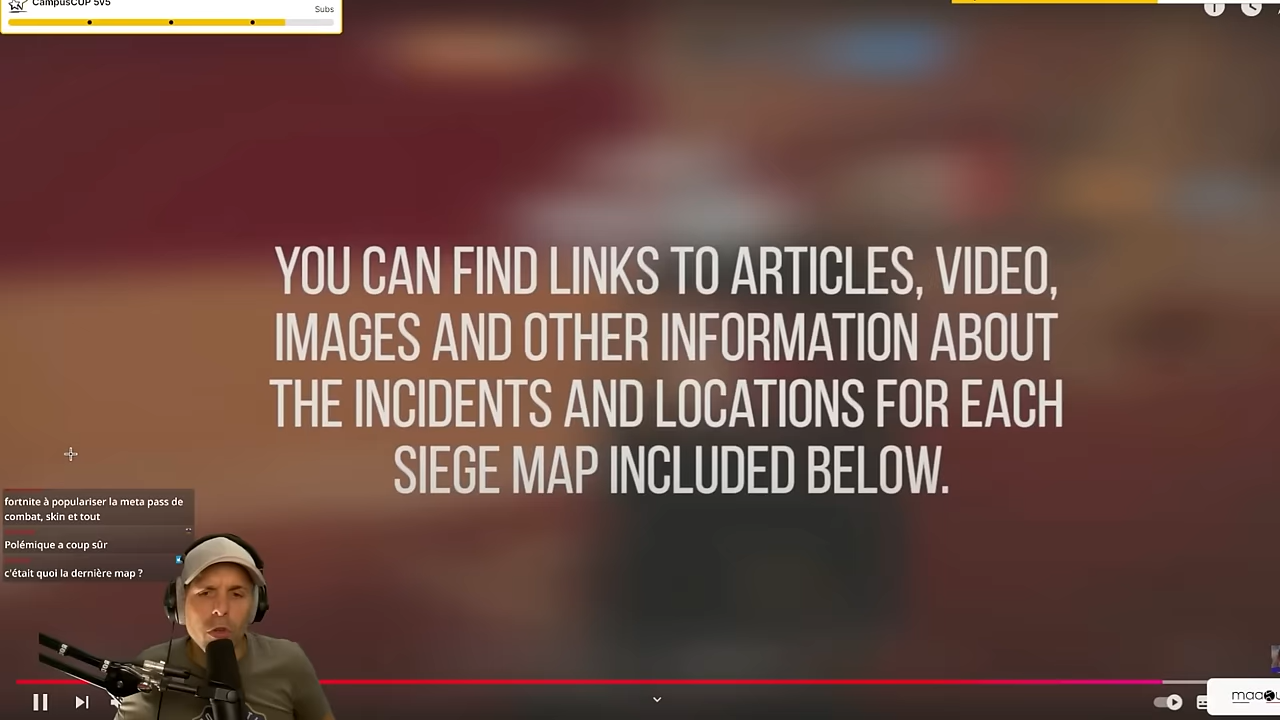 CampusCUP 5v5
Subs
YOU CAN FIND LINKS TO ARTICLES, VIDEO,
IMAGES AND OTHER INFORMATION ABOUT
THE INCIDENTS AND LOCATIONS FOR EACH
SIEGE MAP INCLUDED BELOW.
fortnite à populariser la meta pass de
combat, skin et tout
Polémique a coup sûr
c'était quoi la dernière map ?